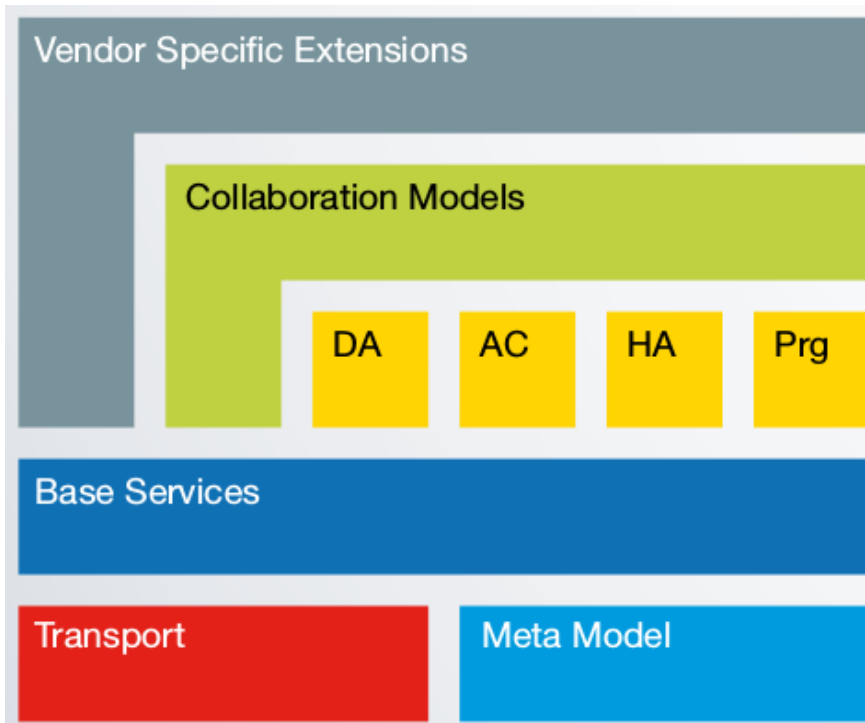 Vendor Specific Extensions
Collaboration Models
DA
AC
HA
Prg
Base Services
Transport
Meta Model